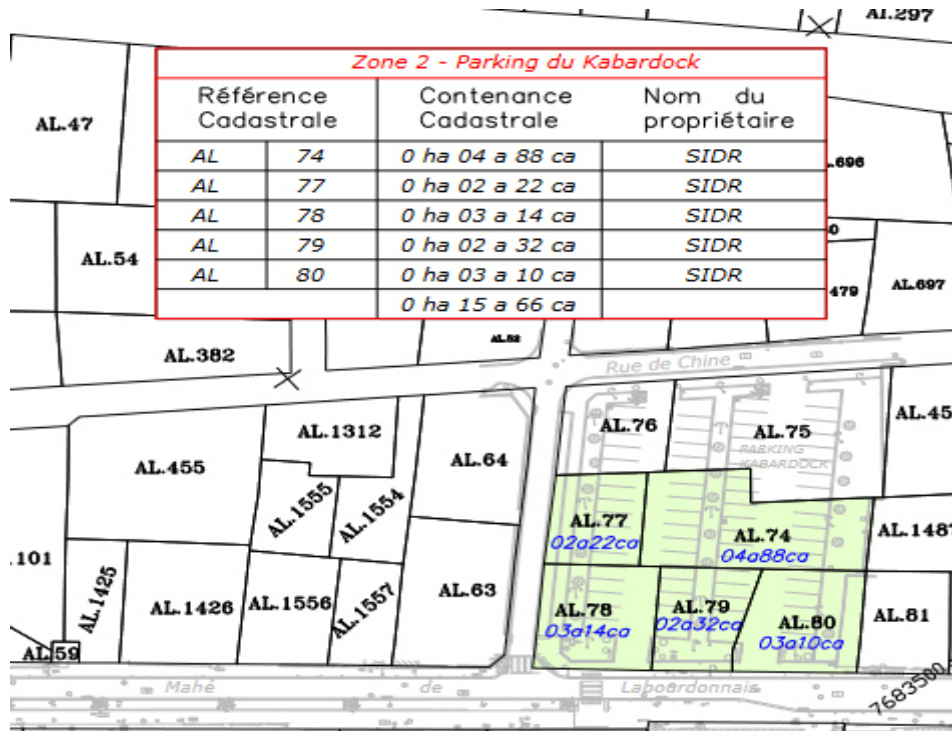 AL.297
Zone 2 - Parking du Kabardock
Référence Cadastrale
Contenance Cadastrale
Nom du propriétaire
AL 74 0 ha 04 a 88 ca SIDR
AL 77 0 ha 02 a 22 ca SIDR
AL 78 0 ha 03 a 14 ca SIDR
AL 79 0 ha 02 a 32 ca SIDR
AL 80 0 ha 03 a 10 ca SIDR
0 ha 15 a 66 ca
AL.47
.696
AL.54
479
AL.697
AL.382
AL.52
Rue de Chine
AL.1312
AL.76
AL.75
AL.45
PARKING
KABARDOCK
AL.455
AL.64
AL.1555
AL.1554
AL.77
02a22ca
AL.74
04a88ca
AL.1487
101
AL.1425
AL.1426
AL.1556
AL.1557
AL.63
AL.78
03a14ca
AL.79
02a32ca
AL.80
03a10ca
AL.81
AL.59
Mahé de Labourdonnais
7683500